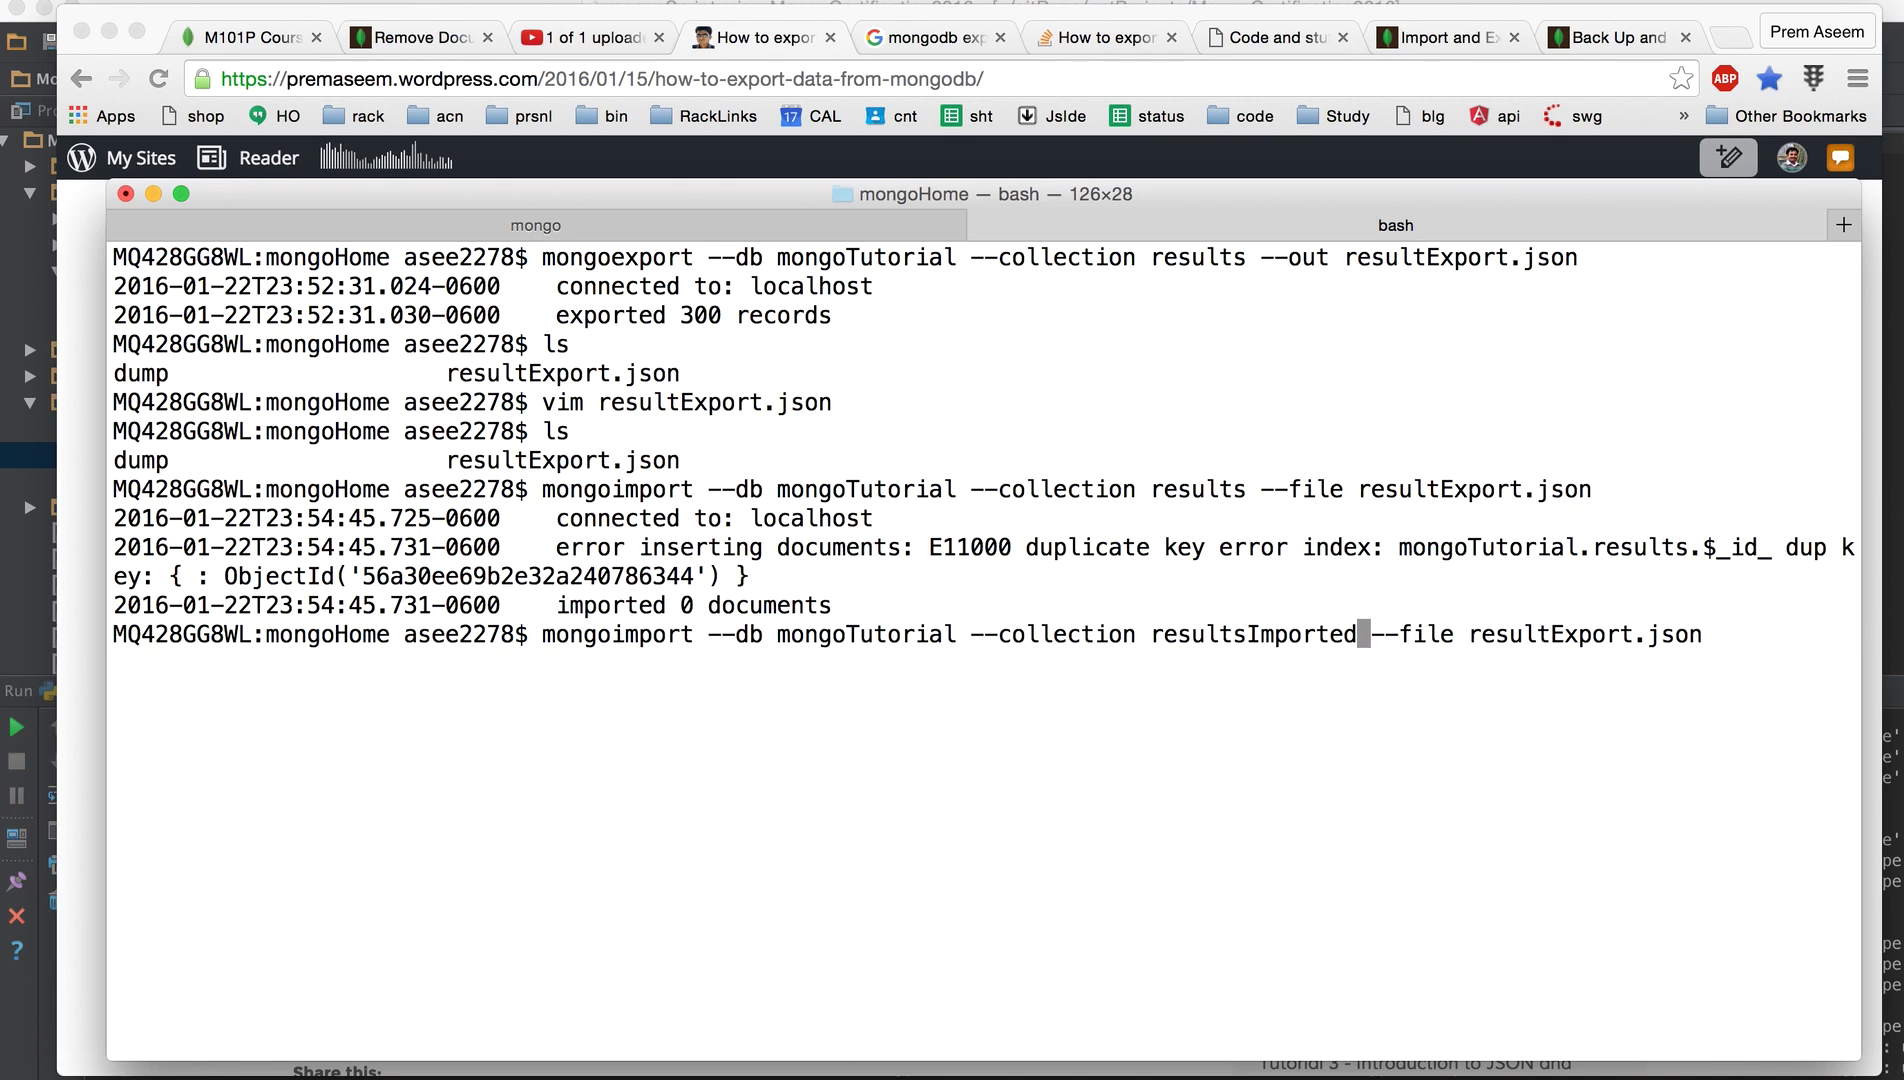 M101P Cours
Remove Docu
1 of 1 upload
How to expor
mongodb exp
How to expor
Code and stu
Import and Ex
Back Up and
Prem Aseem
https://premaseem.wordpress.com/2016/01/15/how-to-export-data-from-mongodb/
ABP
Apps shop HO rack acn prsnl bin RackLinks 17 CAL cnt sht JsIde status code Study blg api swg » Other Bookmarks
My Sites Reader
mongoHome — bash — 126×28
mongo bash
MQ428GG8WL:mongoHome asee2278$ mongoexport --db mongoTutorial --collection results --out resultExport.json
2016-01-22T23:52:31.024-0600 connected to: localhost
2016-01-22T23:52:31.030-0600 exported 300 records
MQ428GG8WL:mongoHome asee2278$ ls
dump resultExport.json
MQ428GG8WL:mongoHome asee2278$ vim resultExport.json
MQ428GG8WL:mongoHome asee2278$ ls
dump resultExport.json
MQ428GG8WL:mongoHome asee2278$ mongoimport --db mongoTutorial --collection results --file resultExport.json
2016-01-22T23:54:45.725-0600 connected to: localhost
2016-01-22T23:54:45.731-0600 error inserting documents: E11000 duplicate key error index: mongoTutorial.results.$_id_ dup k
ey: { : ObjectId('56a30ee69b2e32a240786344') }
2016-01-22T23:54:45.731-0600 imported 0 documents
MQ428GG8WL:mongoHome asee2278$ mongoimport --db mongoTutorial --collection resultsImported --file resultExport.json
Run
Share this:
Tutorial 3 - Introduction to JSON and